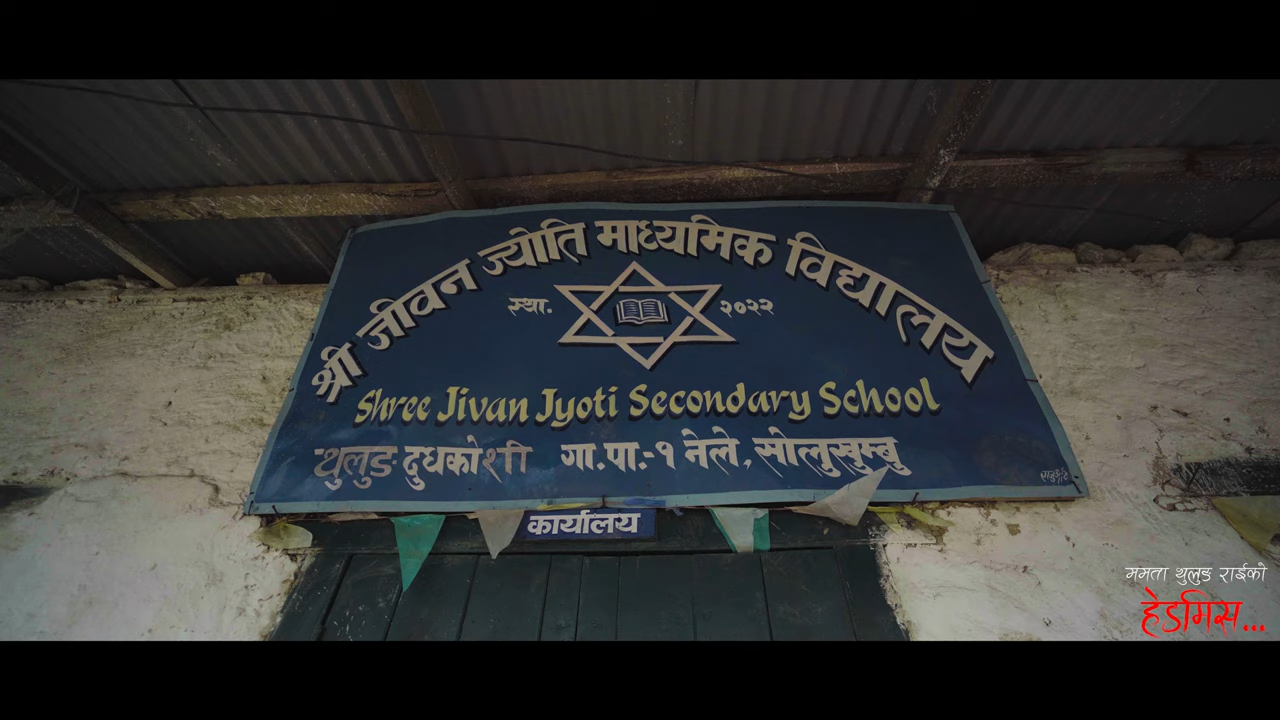 श्री जीवन ज्योति माध्यमिक विद्यालय
स्था. २०२२
Shree Jivan Jyoti Secondary School
थुलुङ दुधकोशी गा.पा.-१ नेले, सोलुखुम्बु
कार्यालय
ममता थुलुङ राईको
हेडमिस...